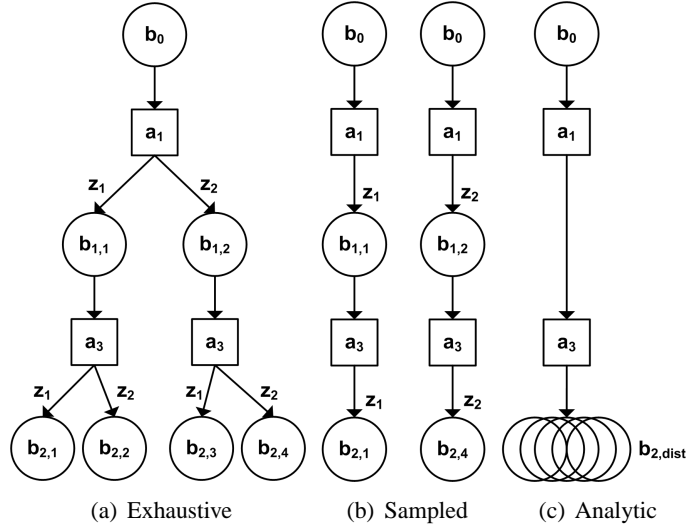 b0 b0 b0 b0
a1 a1 a1 a1
z1 z2 z1 z2
b1,1 b1,2 b1,1 b1,2
a3 a3 a3 a3 a3
z1 z2 z1 z2 z1 z2
b2,1 b2,2 b2,3 b2,4 b2,1 b2,4 b2,dist
(a) Exhaustive (b) Sampled (c) Analytic